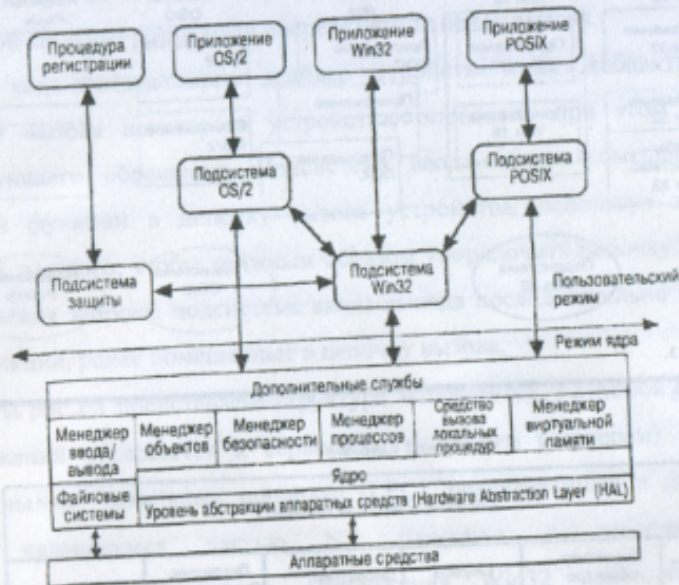 Процедура
регистрации
Приложение
OS/2
Приложение
Win32
Приложение
POSIX
Подсистема
OS/2
Подсистема
POSIX
Подсистема
защиты
Подсистема
Win32
Пользовательский
режим
Режим ядра
Дополнительные службы
Менеджер
ввода/
вывода
Менеджер
объектов
Менеджер
безопасности
Менеджер
процессов
Средство
вызова
локальных
процедур
Менеджер
виртуальной
памяти
Файловые
системы
Ядро
Уровень абстракции аппаратных средств (Hardware Abstraction Layer (HAL)
Аппаратные средства